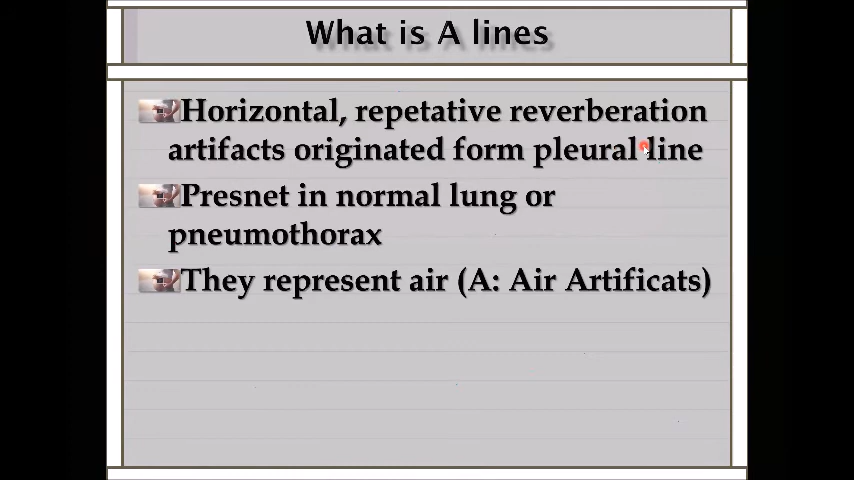 What is A lines
Horizontal, repetative reverberation
artifacts originated form pleural line
Presnet in normal lung or
pneumothorax
They represent air (A: Air Artificats)